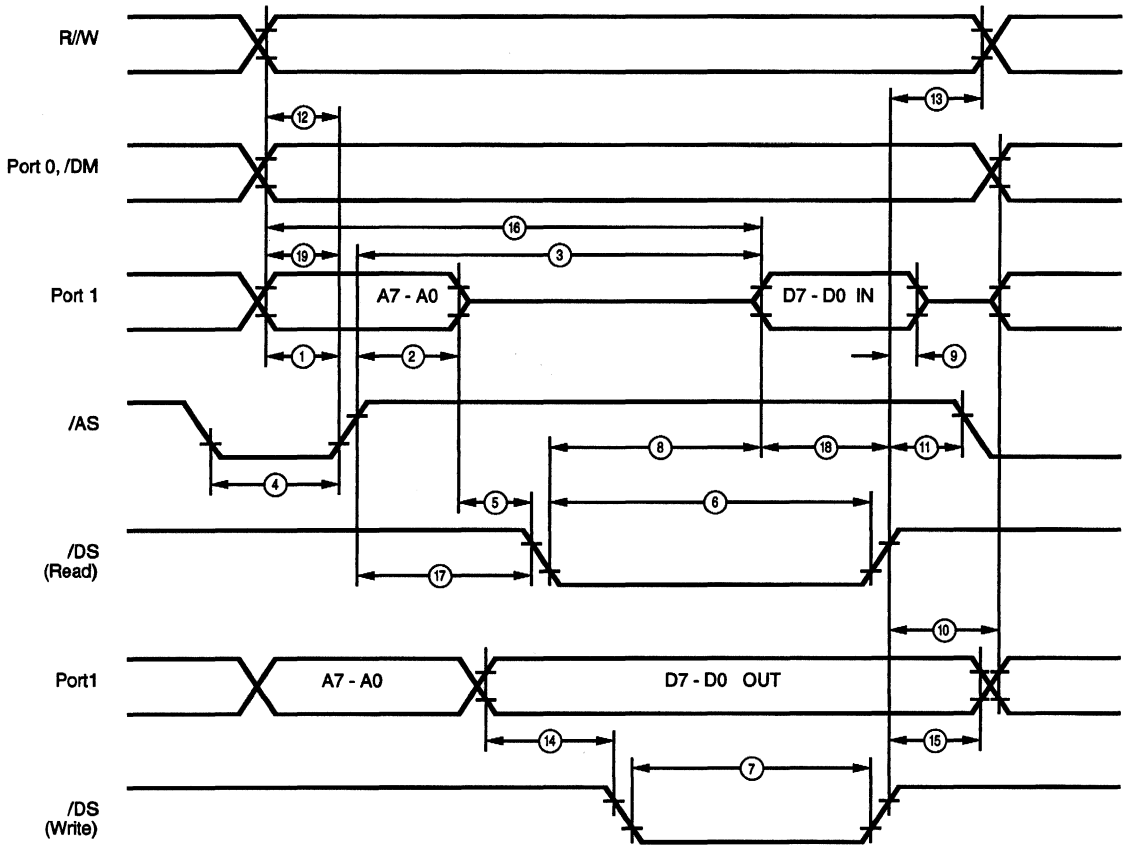 R//W
13
12
Port 0, /DM
16
19
3
Port 1
A7 - A0
D7 - D0 IN
1
2
9
/AS
8
18
11
4
5
6
/DS
(Read)
17
10
Port1
A7 - A0
D7 - D0 OUT
14
15
7
/DS
(Write)